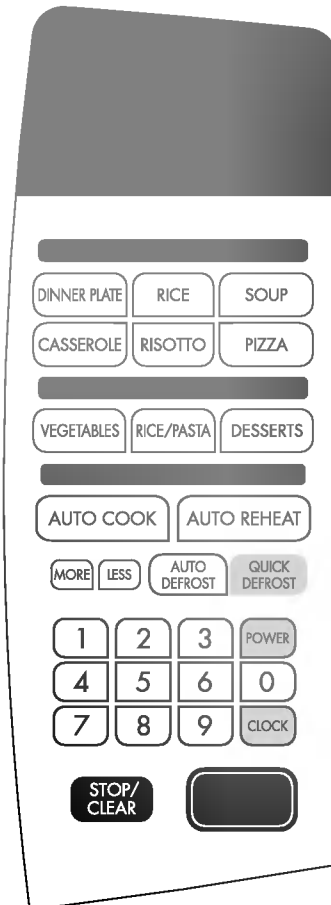 DINNER PLATE RICE SOUP
CASSEROLE RISOTTO PIZZA
VEGETABLES RICE/PASTA DESSERTS
AUTO COOK AUTO REHEAT
MORE LESS AUTO DEFROST QUICK DEFROST
1 2 3 POWER
4 5 6 0
7 8 9 CLOCK
STOP/
CLEAR